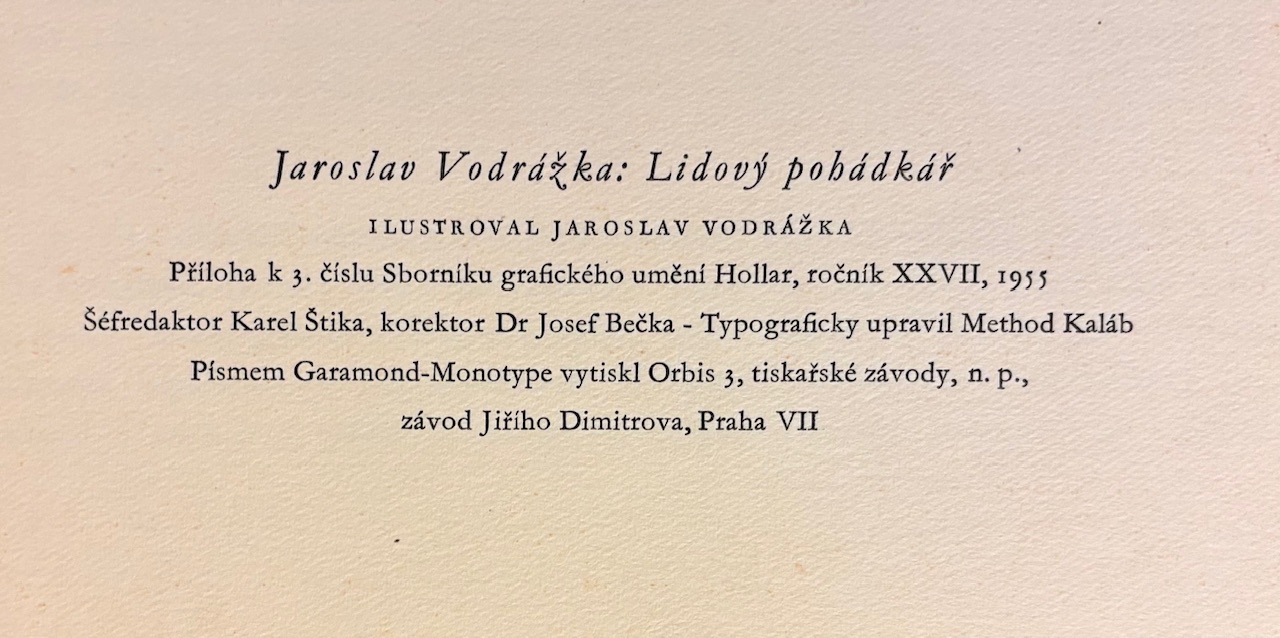 Jaroslav Vodrážka: Lidový pohádkář
ILUSTROVAL JAROSLAV VODRÁŽKA
Příloha k 3. číslu Sborníku grafického umění Hollar, ročník XXVII, 1955
Šéfredaktor Karel Štika, korektor Dr Josef Bečka - Typograficky upravil Method Kaláb
Písmem Garamond-Monotype vytiskl Orbis 3, tiskařské závody, n. p.,
závod Jiřího Dimitrova, Praha VII